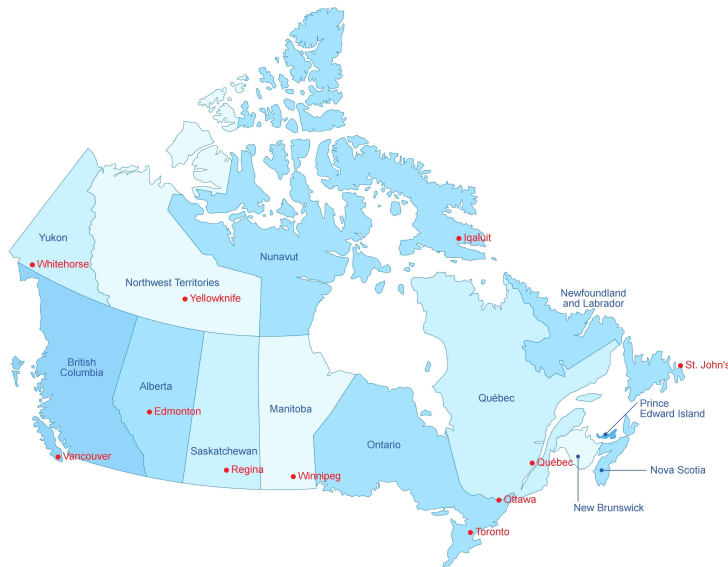 Yukon
Whitehorse
Iqaluit
Nunavut
Northwest Territories
Yellowknife
Newfoundland
and Labrador
British
Columbia
Alberta
Edmonton
St. John's
Québec
Prince
Edward Island
Manitoba
Ontario
Saskatchewan
Vancouver
Regina
Winnipeg
Québec
Nova Scotia
Ottawa
New Brunswick
Toronto